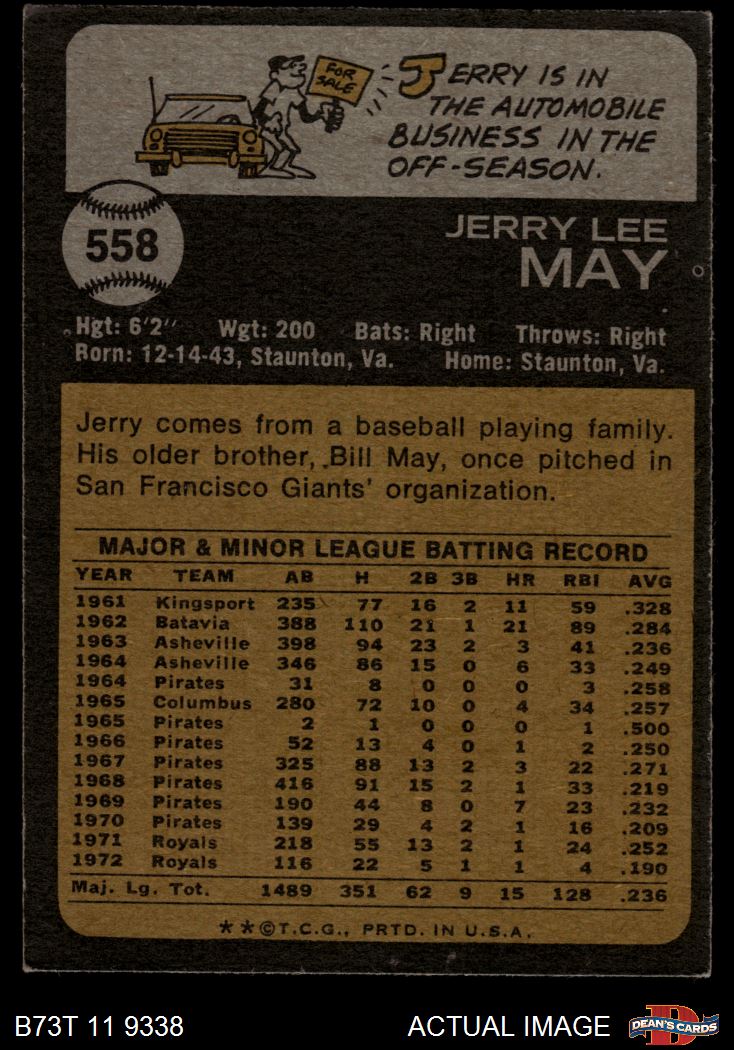 FOR
SALE
JERRY IS IN
THE AUTOMOBILE
BUSINESS IN THE
OFF-SEASON.
558
JERRY LEE
MAY
Hgt: 6'2" Wgt: 200 Bats: Right Throws: Right
Born: 12-14-43, Staunton, Va. Home: Staunton, Va.
Jerry comes from a baseball playing family.
His older brother, Bill May, once pitched in
San Francisco Giants' organization.
MAJOR & MINOR LEAGUE BATTING RECORD
YEAR TEAM AB H 2B 3B HR RBI AVG
1961 Kingsport 235 77 16 2 11 59 .328
1962 Batavia 388 110 21 1 21 89 .284
1963 Asheville 398 94 23 2 3 41 .236
1964 Asheville 346 86 15 0 6 33 .249
1964 Pirates 31 8 0 0 0 3 .258
1965 Columbus 280 72 10 0 4 34 .257
1965 Pirates 2 1 0 0 0 1 .500
1966 Pirates 52 13 4 0 1 2 .250
1967 Pirates 325 88 13 2 3 22 .271
1968 Pirates 416 91 15 2 1 33 .219
1969 Pirates 190 44 8 0 7 23 .232
1970 Pirates 139 29 4 2 1 16 .209
1971 Royals 218 55 13 2 1 24 .252
1972 Royals 116 22 5 1 1 4 .190
Maj. Lg. Tot. 1489 351 62 9 15 128 .236
**©T.C.G., PRTD. IN U.S.A.
B73T 11 9338 ACTUAL IMAGE
D
DEAN'S CARDS